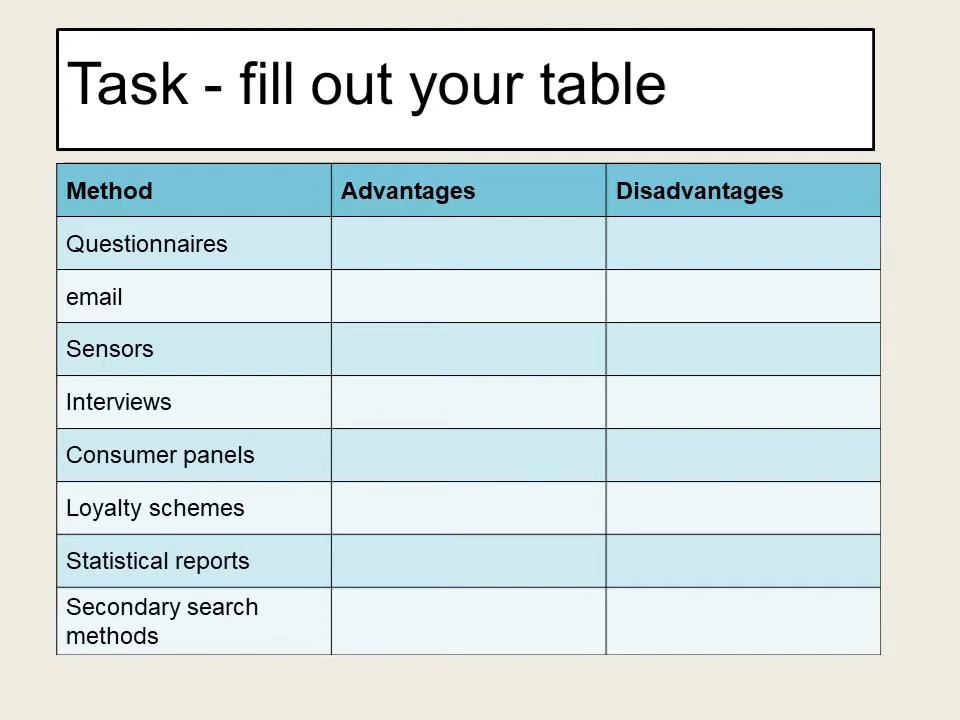 Task - fill out your table
Method Advantages Disadvantages
Questionnaires
email
Sensors
Interviews
Consumer panels
Loyalty schemes
Statistical reports
Secondary search
methods